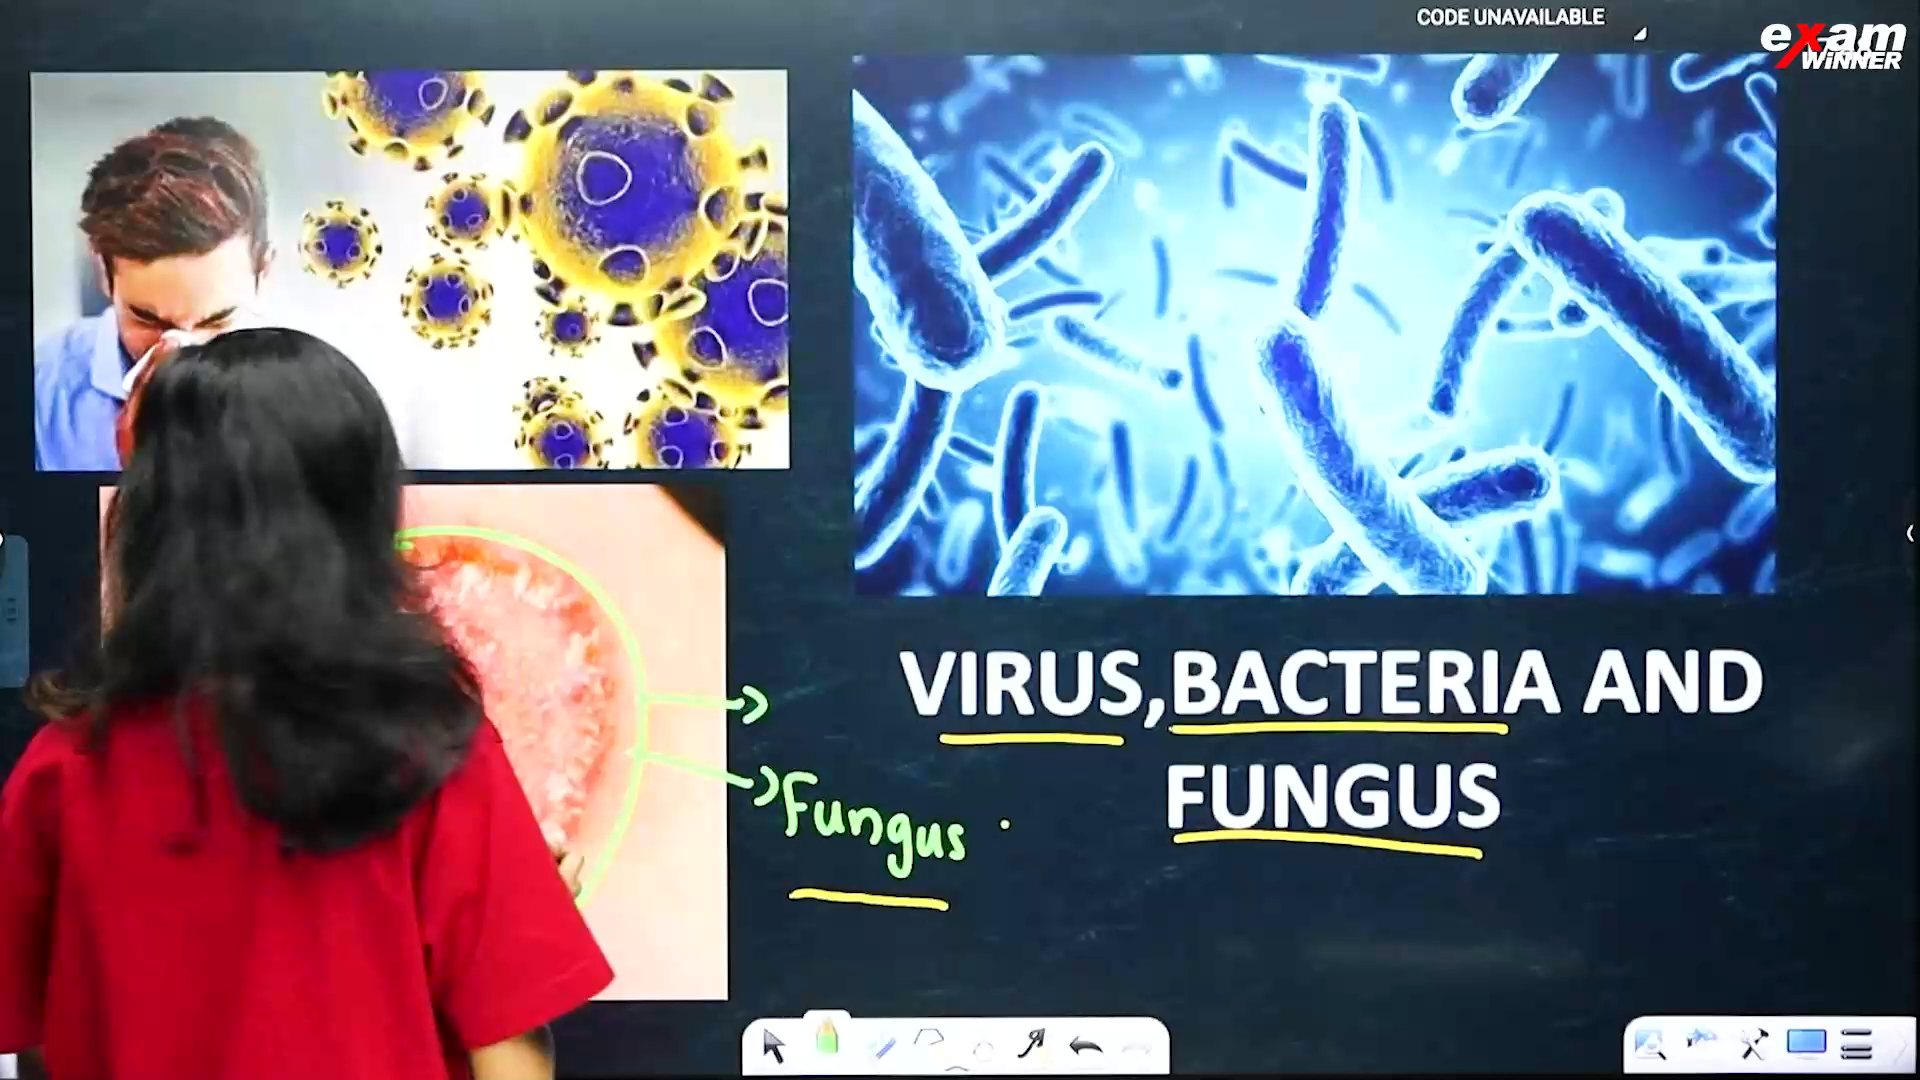 CODE UNAVAILABLE
exam
WiNNER
VIRUS,BACTERIA AND
FUNGUS
Fungus